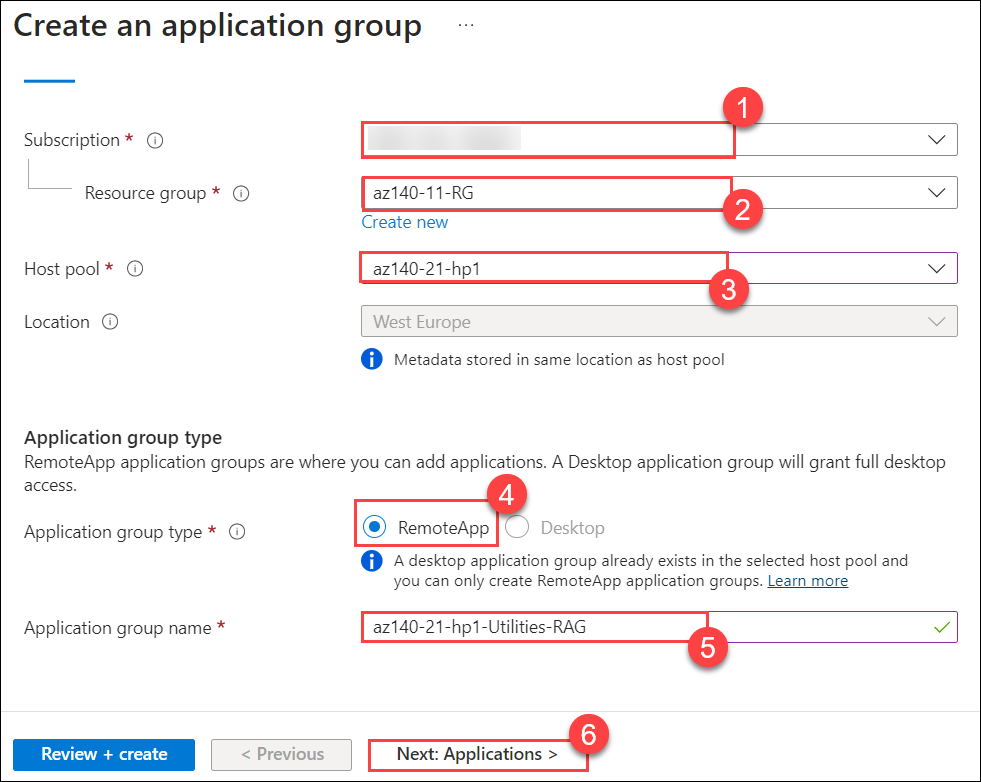 Create an application group ...
1
Subscription *
Resource group * az140-11-RG
2
Create new
Host pool * az140-21-hp1
3
Location West Europe
Metadata stored in same location as host pool
Application group type
RemoteApp application groups are where you can add applications. A Desktop application group will grant full desktop
access.
4
Application group type * RemoteApp Desktop
A desktop application group already exists in the selected host pool and
you can only create RemoteApp application groups. Learn more
Application group name * az140-21-hp1-Utilities-RAG
5
6
Review + create < Previous Next: Applications >